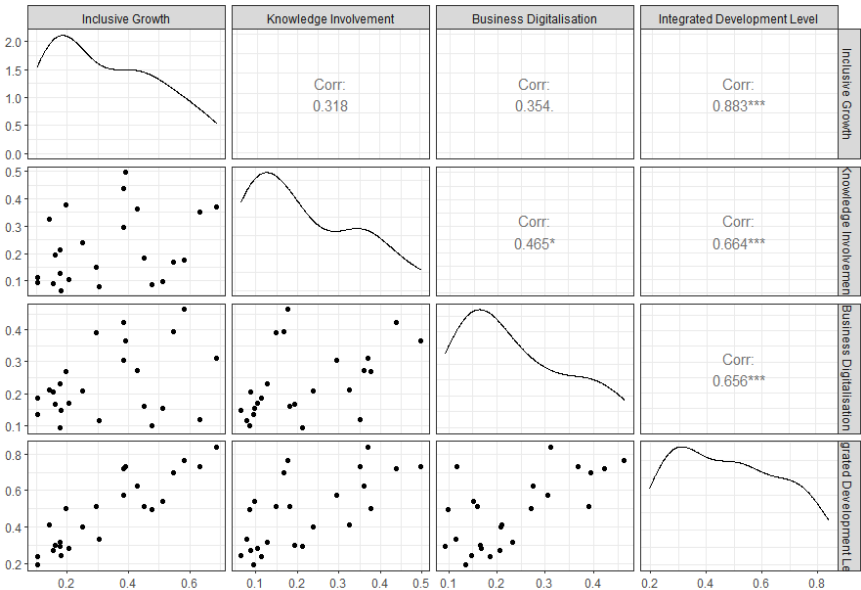 Inclusive Growth Knowledge Involvement Business Digitalisation Integrated Development Level
2.0
1.5
1.0
0.5
0.0
Corr:
0.318
Corr:
0.354.
Corr:
0.883***
Inclusive Growth
0.5
0.4
0.3
0.2
0.1
Corr:
0.465*
Corr:
0.664***
Knowledge Involvemen
0.4
0.3
0.2
0.1
Corr:
0.656***
Business Digitalisation
0.8
0.6
0.4
0.2
grated Development Le
0.2 0.4 0.6 0.1 0.2 0.3 0.4 0.5 0.1 0.2 0.3 0.4 0.2 0.4 0.6 0.8